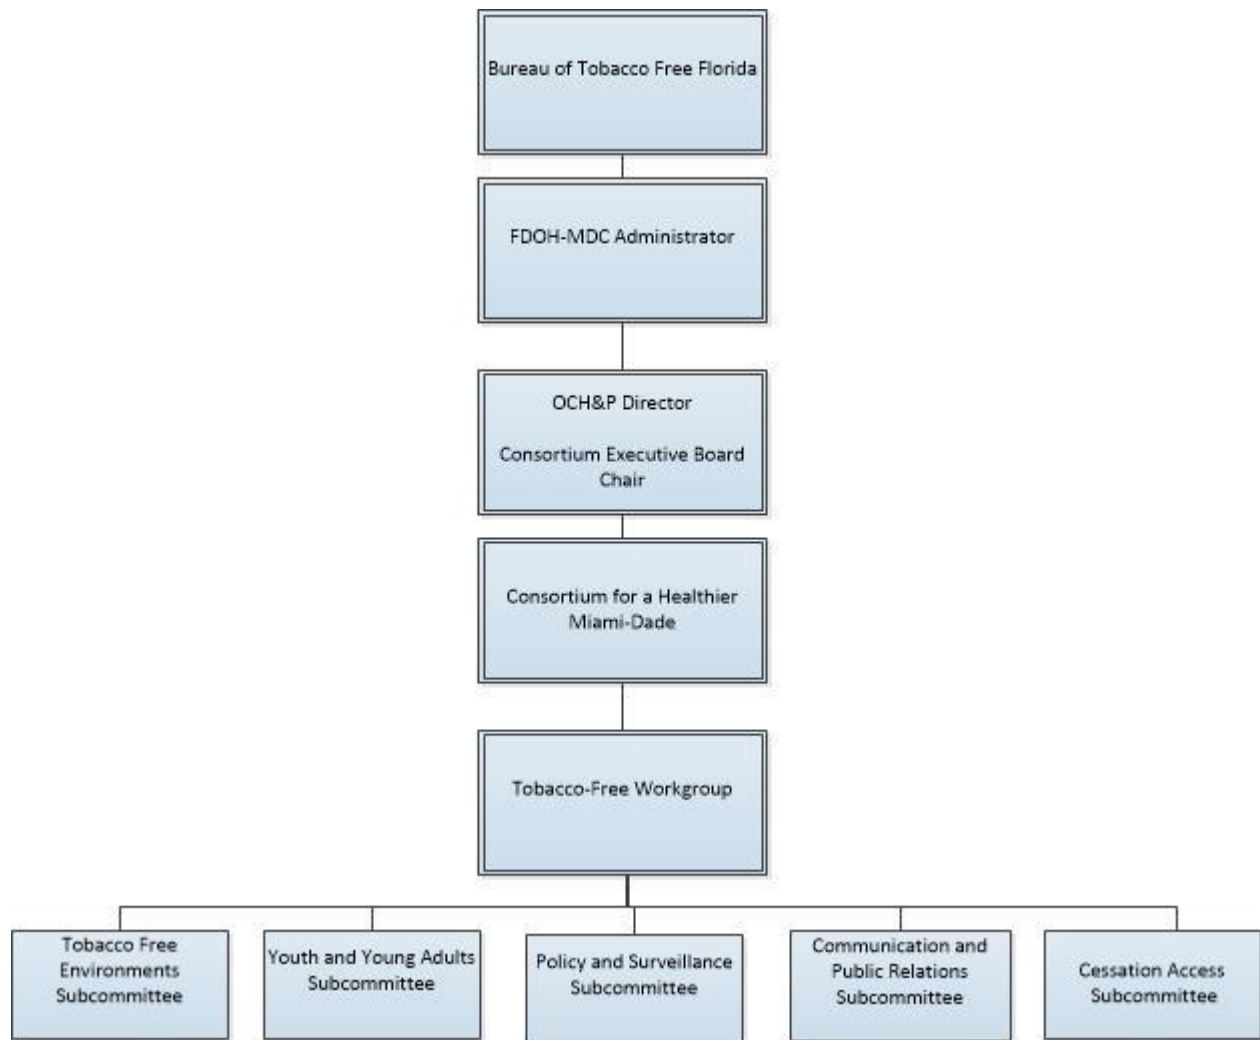 Bureau of Tobacco Free Florida
FDOH-MDC Administrator
OCH&P Director
Consortium Executive Board
Chair
Consortium for a Healthier
Miami-Dade
Tobacco-Free Workgroup
Tobacco Free
Environments
Subcommittee
Youth and Young Adults
Subcommittee
Policy and Surveillance
Subcommittee
Communication and
Public Relations
Subcommittee
Cessation Access
Subcommittee